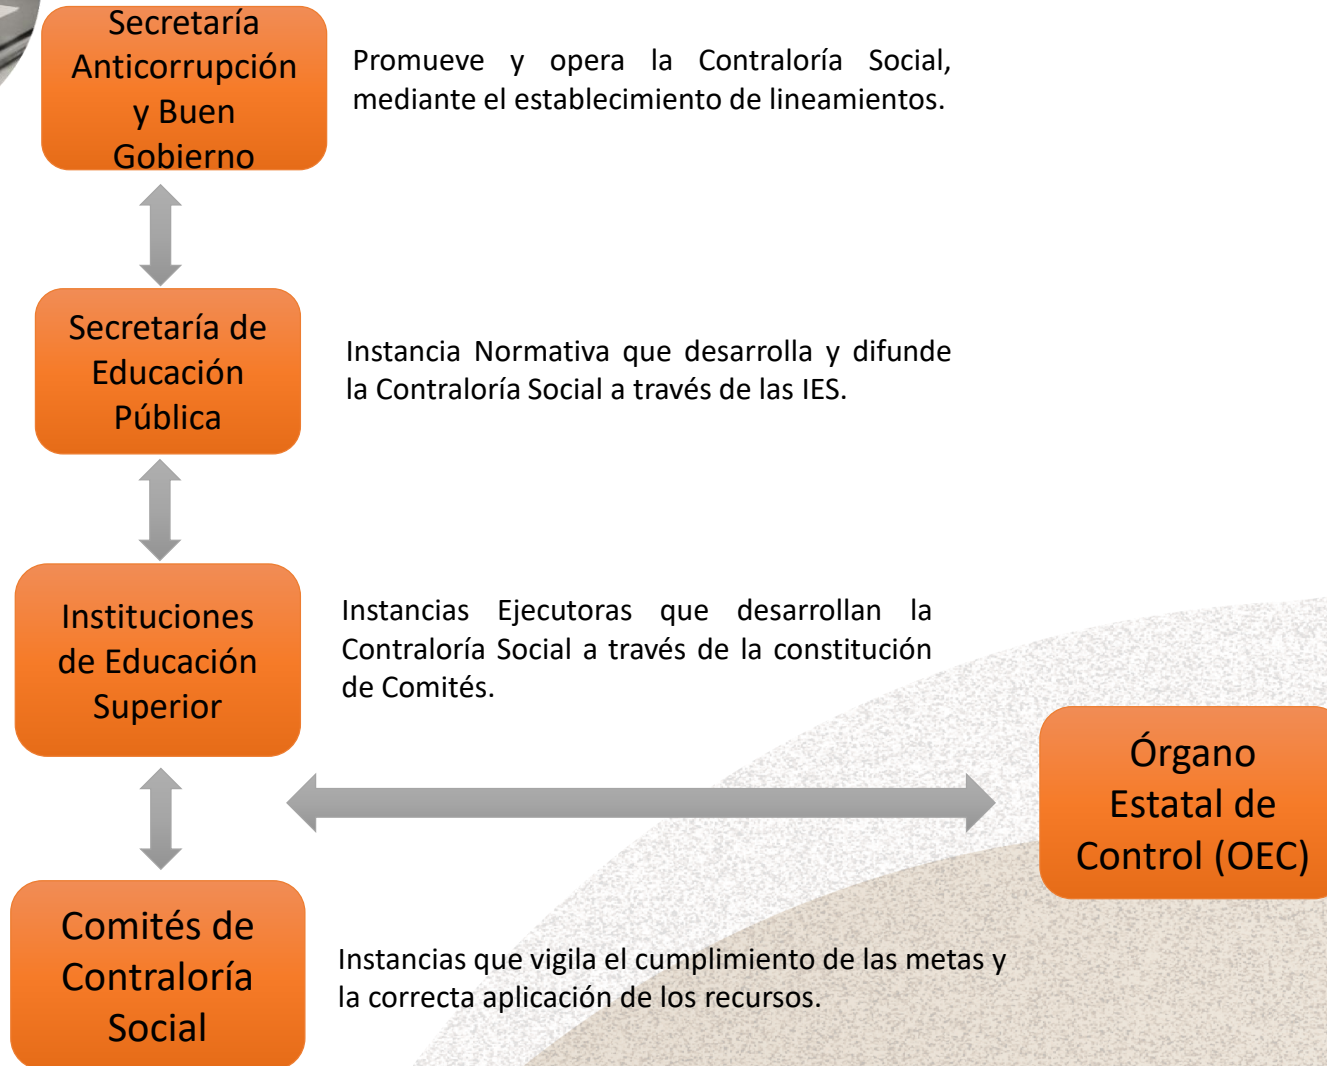 Secretaría
Anticorrupción
y Buen
Gobierno
Promueve y opera la Contraloría Social,
mediante el establecimiento de lineamientos.
Secretaría de
Educación
Pública
Instancia Normativa que desarrolla y difunde
la Contraloría Social a través de las IES.
Instituciones
de Educación
Superior
Instancias Ejecutoras que desarrollan la
Contraloría Social a través de la constitución
de Comités.
Órgano
Estatal de
Control (OEC)
Comités de
Contraloría
Social
Instancias que vigila el cumplimiento de las metas y
la correcta aplicación de los recursos.